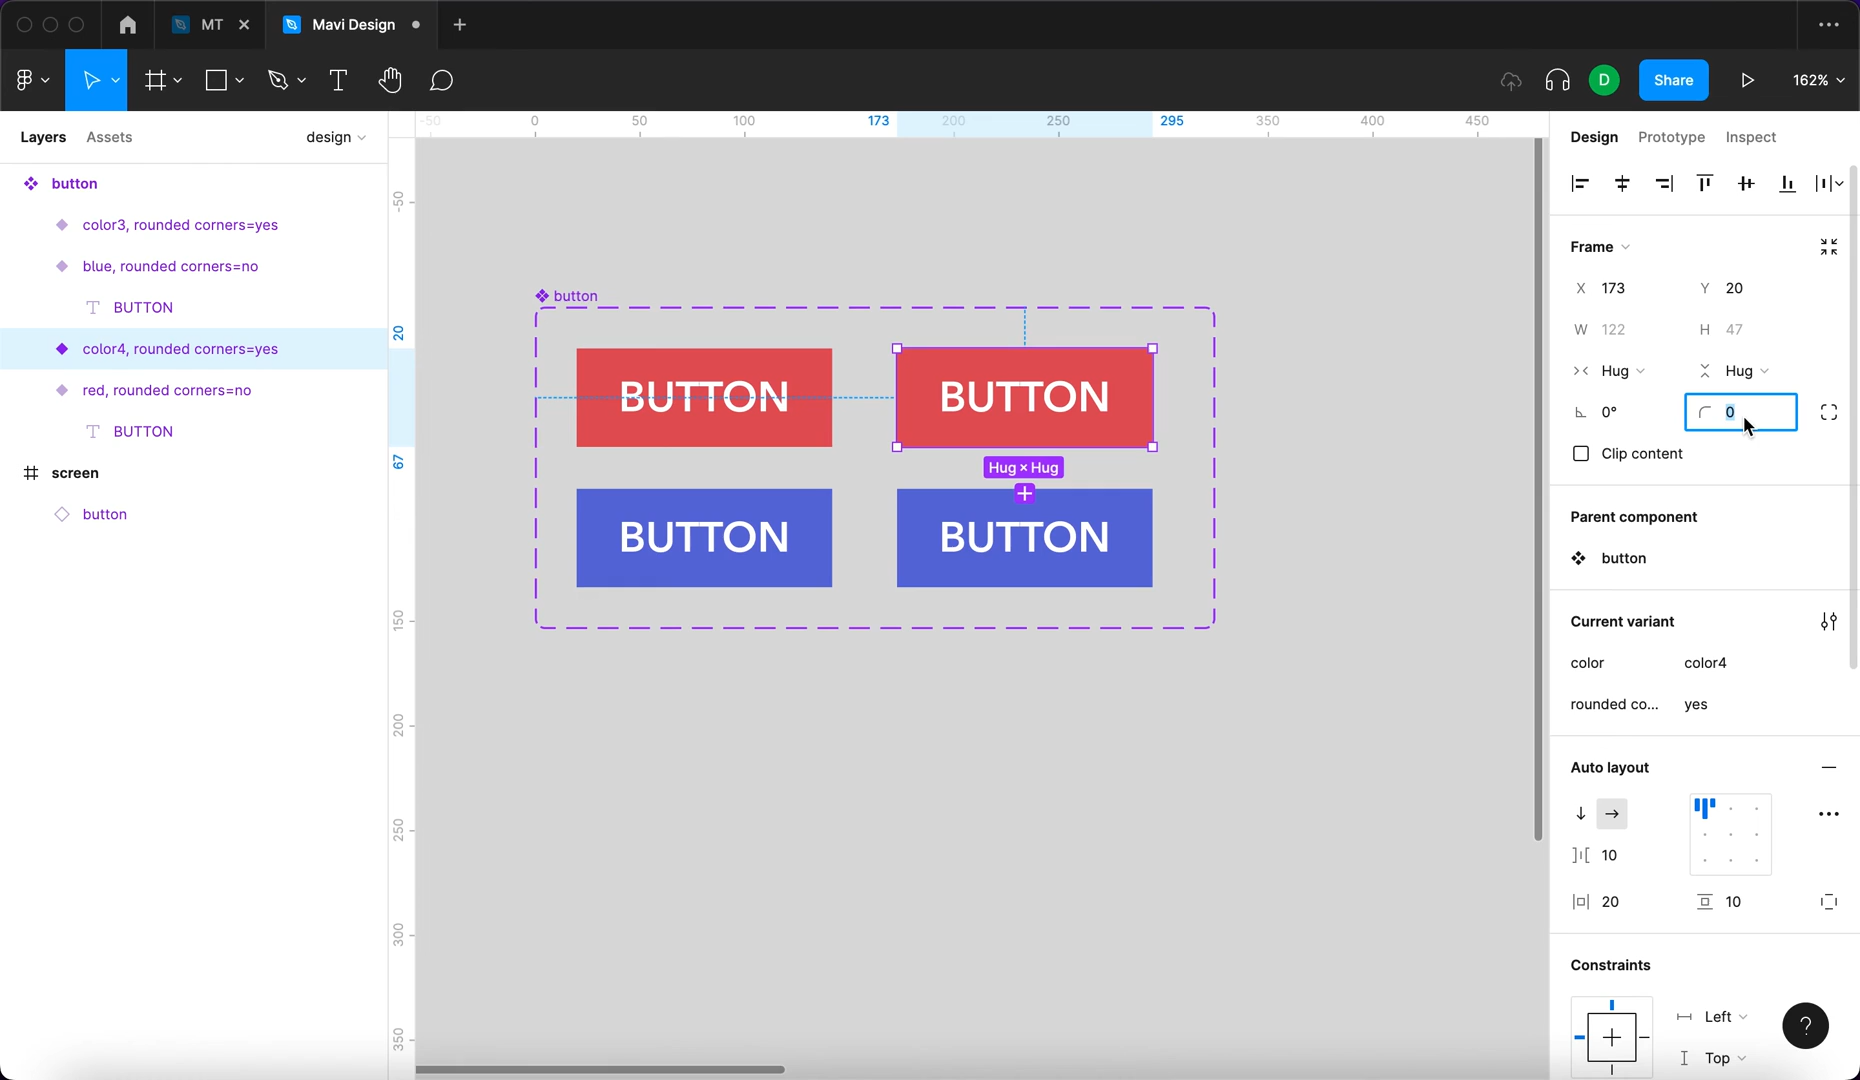 MT
Mavi Design
D
Share
162%
Layers
Assets
design
button
color3, rounded corners=yes
blue, rounded corners=no
BUTTON
color4, rounded corners=yes
red, rounded corners=no
BUTTON
screen
button
-50 0 50 100 173 200 250 295 350 400 450
-50
20
67
150
200
250
300
350
button
BUTTON BUTTON
Hug × Hug
BUTTON BUTTON
Design Prototype Inspect
Frame
X 173 Y 20
W 122 H 47
Hug Hug
0° 0
Clip content
Parent component
button
Current variant
color color4
rounded co... yes
Auto layout
10
20 10
Constraints
Left
Top
?